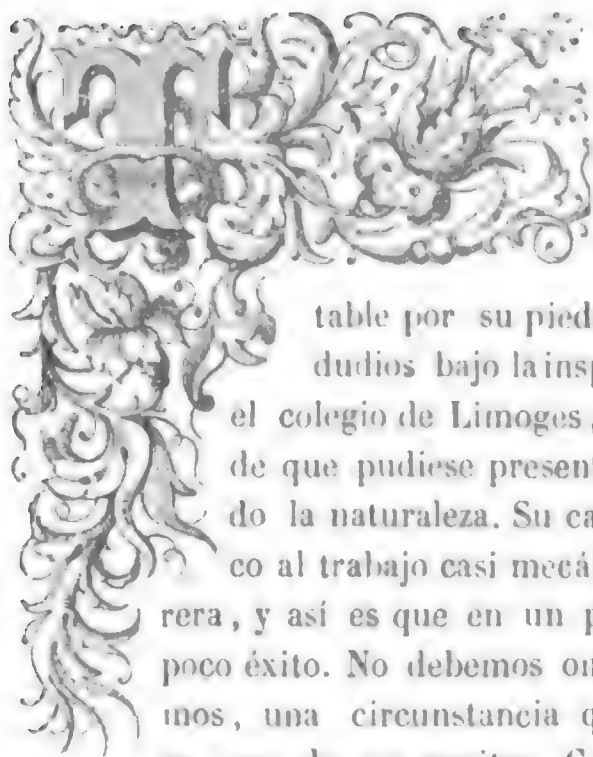 table por su pied
dudios bajo la insp
el colegio de Limoges,
de que pudiese present
do la naturaleza. Su ca
co al trabajo casi mecá
rera, y así es que en un p
poco éxito. No debemos on
mos, una circunstancia q